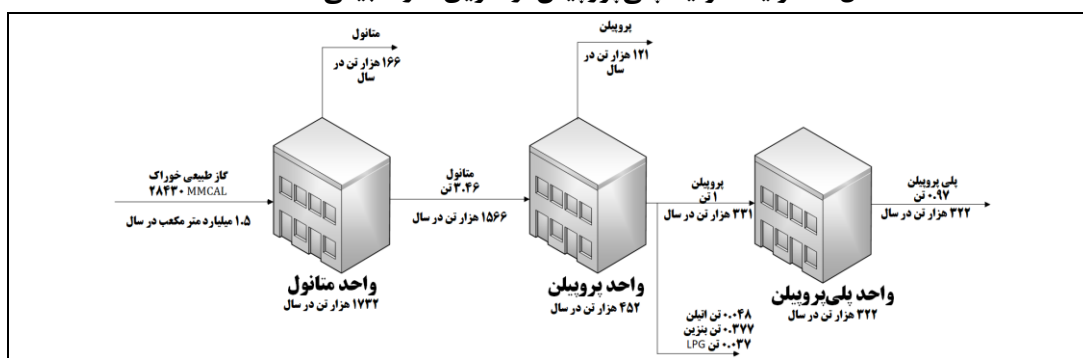 متانول
۱۶۶ هزار تن در
سال
پروپیلن
۱۲۱ هزار تن در
سال
گاز طبیعی خوراک
۲۸۴۳۰ MMCAL
۱.۵ میلیارد متر مکعب در سال
متانول
۳.۴۶ تن
۱۵۶۶ هزار تن در سال
پروپیلن
۱ تن
۳۳۱ هزار تن در سال
پلی پروپیلن
۰.۹۷ تن
۳۲۲ هزار تن در سال
واحد متانول
۱۷۳۲ هزار تن در سال
واحد پروپیلن
۴۵۲ هزار تن در سال
واحد پلی‌پروپیلن
۳۲۲ هزار تن در سال
۰.۰۴۸ تن اتیلن
۰.۳۷۷ تن بنزین
۰.۰۳۷ تن LPG